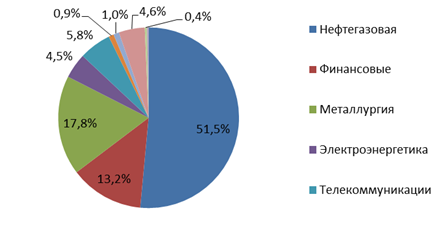 0,9%
1,0%
4,6%
0,4%
5,8%
4,5%
17,8%
13,2%
51,5%
Нефтегазовая
Финансовые
Металлургия
Электроэнергетика
Телекоммуникации